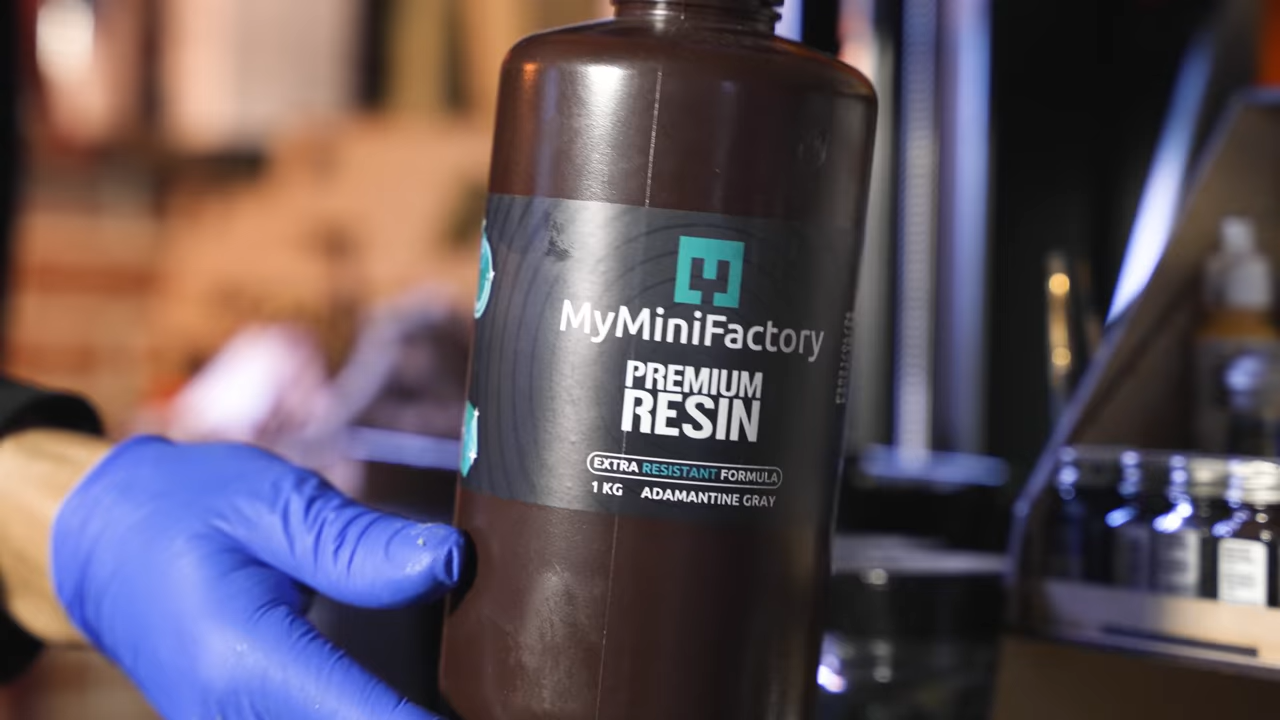 MyMiniFactory
PREMIUM
RESIN
EXTRA RESISTANT FORMULA
1 KG ADAMANTINE GRAY